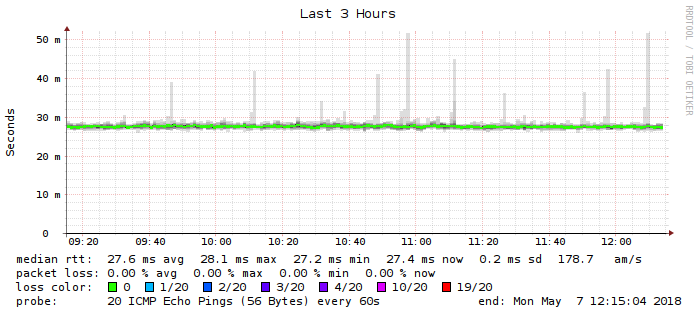 Last 3 Hours
RRDTOOL / TOBI OETIKER
Seconds
50 m
40 m
30 m
20 m
10 m
0
09:20 09:40 10:00 10:20 10:40 11:00 11:20 11:40 12:00
median rtt: 27.6 ms avg 28.1 ms max 27.2 ms min 27.4 ms now 0.2 ms sd 178.7 am/s
packet loss: 0.00 % avg 0.00 % max 0.00 % min 0.00 % now
loss color: 0 1/20 2/20 3/20 4/20 10/20 19/20
probe: 20 ICMP Echo Pings (56 Bytes) every 60s end: Mon May 7 12:15:04 2018